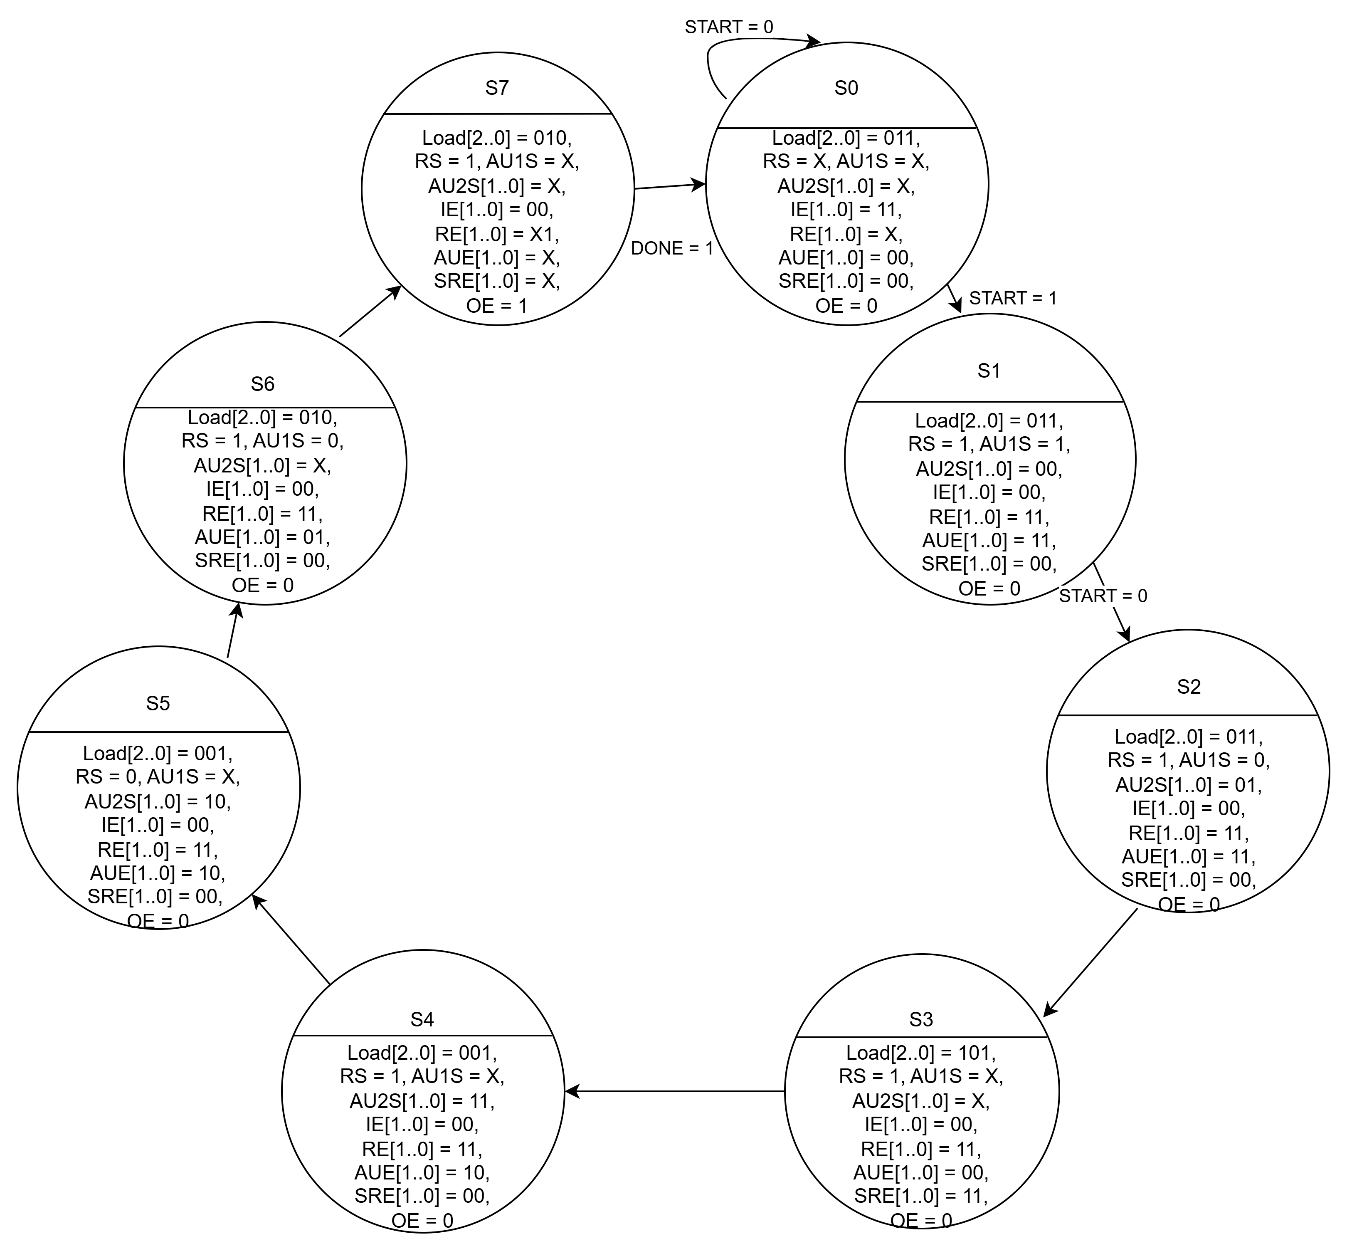 START = 0
S7
Load[2..0] = 010,
RS = 1, AU1S = X,
AU2S[1..0] = X,
IE[1..0] = 00,
RE[1..0] = X1,
AUE[1..0] = X,
SRE[1..0] = X,
OE = 1
DONE = 1
S0
Load[2..0] = 011,
RS = X, AU1S = X,
AU2S[1..0] = X,
IE[1..0] = 11,
RE[1..0] = X,
AUE[1..0] = 00,
SRE[1..0] = 00,
OE = 0
START = 1
S1
Load[2..0] = 011,
RS = 1, AU1S = 1,
AU2S[1..0] = 00,
IE[1..0] = 00,
RE[1..0] = 11,
AUE[1..0] = 11,
SRE[1..0] = 00,
OE = 0
START = 0
S2
Load[2..0] = 011,
RS = 1, AU1S = 0,
AU2S[1..0] = 01,
IE[1..0] = 00,
RE[1..0] = 11,
AUE[1..0] = 11,
SRE[1..0] = 00,
OE = 0
S3
Load[2..0] = 101,
RS = 1, AU1S = X,
AU2S[1..0] = X,
IE[1..0] = 00,
RE[1..0] = 11,
AUE[1..0] = 00,
SRE[1..0] = 11,
OE = 0
S4
Load[2..0] = 001,
RS = 1, AU1S = X,
AU2S[1..0] = 11,
IE[1..0] = 00,
RE[1..0] = 11,
AUE[1..0] = 10,
SRE[1..0] = 00,
OE = 0
S5
Load[2..0] = 001,
RS = 0, AU1S = X,
AU2S[1..0] = 10,
IE[1..0] = 00,
RE[1..0] = 11,
AUE[1..0] = 10,
SRE[1..0] = 00,
OE = 0
S6
Load[2..0] = 010,
RS = 1, AU1S = 0,
AU2S[1..0] = X,
IE[1..0] = 00,
RE[1..0] = 11,
AUE[1..0] = 01,
SRE[1..0] = 00,
OE = 0